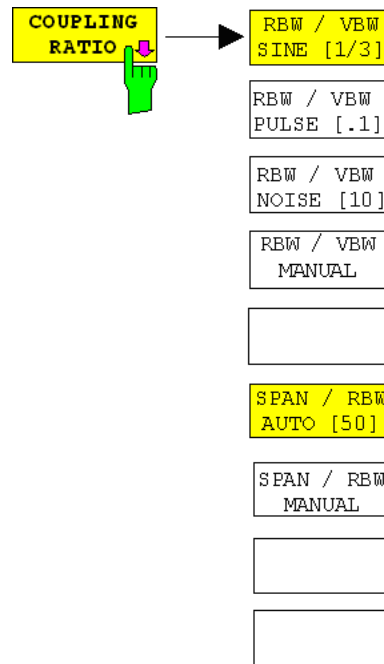 COUPLING
RATIO
RBW / VBW
SINE [1/3]
RBW / VBW
PULSE [.1]
RBW / VBW
NOISE [10]
RBW / VBW
MANUAL
SPAN / RBW
AUTO [50]
SPAN / RBW
MANUAL